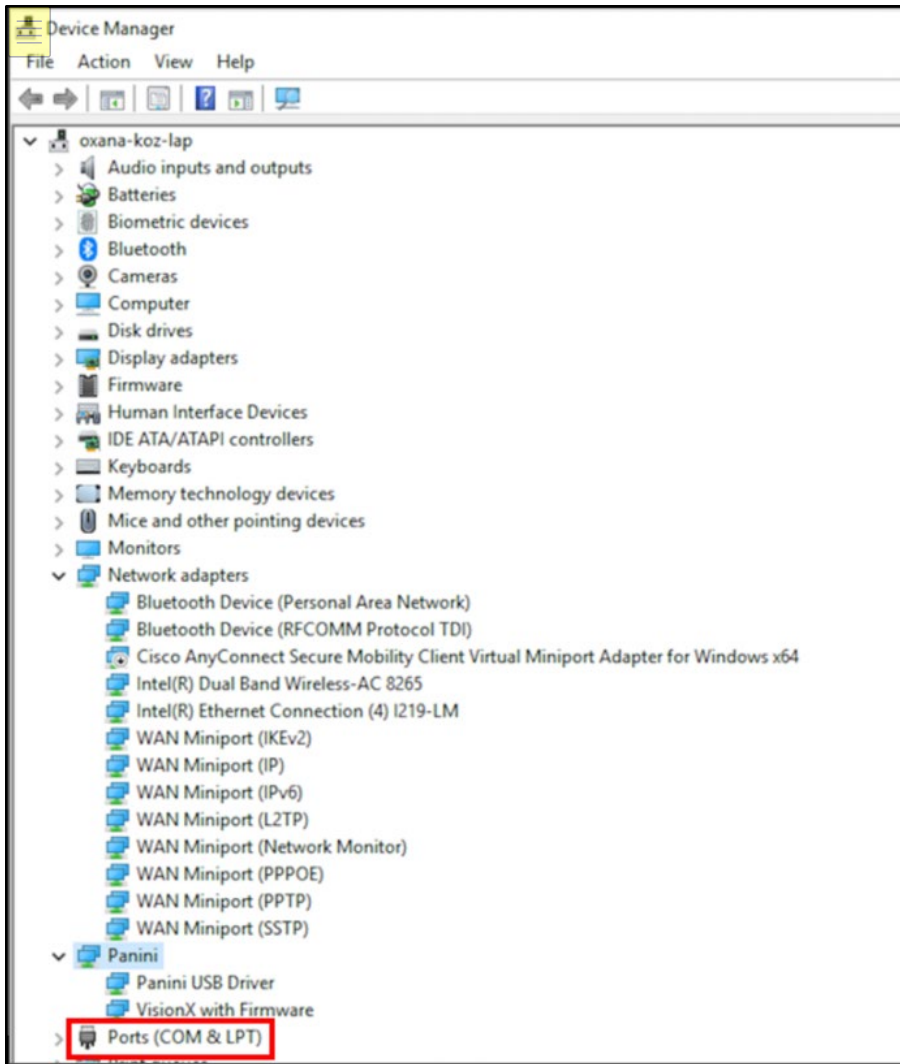 Device Manager
File Action View Help
oxana-koz-lap
Audio inputs and outputs
Batteries
Biometric devices
Bluetooth
Cameras
Computer
Disk drives
Display adapters
Firmware
Human Interface Devices
IDE ATA/ATAPI controllers
Keyboards
Memory technology devices
Mice and other pointing devices
Monitors
Network adapters
Bluetooth Device (Personal Area Network)
Bluetooth Device (RFCOMM Protocol TDI)
Cisco AnyConnect Secure Mobility Client Virtual Miniport Adapter for Windows x64
Intel(R) Dual Band Wireless-AC 8265
Intel(R) Ethernet Connection (4) I219-LM
WAN Miniport (IKEv2)
WAN Miniport (IP)
WAN Miniport (IPv6)
WAN Miniport (L2TP)
WAN Miniport (Network Monitor)
WAN Miniport (PPPOE)
WAN Miniport (PPTP)
WAN Miniport (SSTP)
Panini
Panini USB Driver
VisionX with Firmware
Ports (COM & LPT)